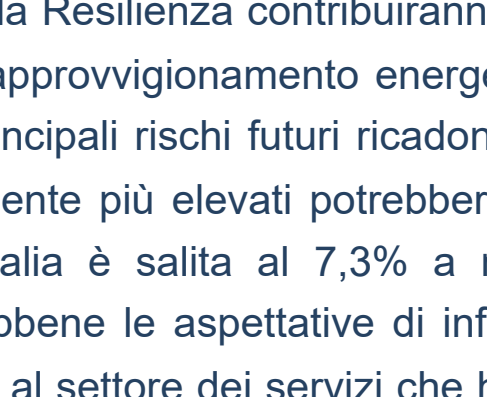 la Resilienza contribuirann
approvvigionamento energe
ncipali rischi futuri ricadon
ente più elevati potrebber
alia è salita al 7,3% a
bbene le aspettative di inf
al settore dei servizi che h